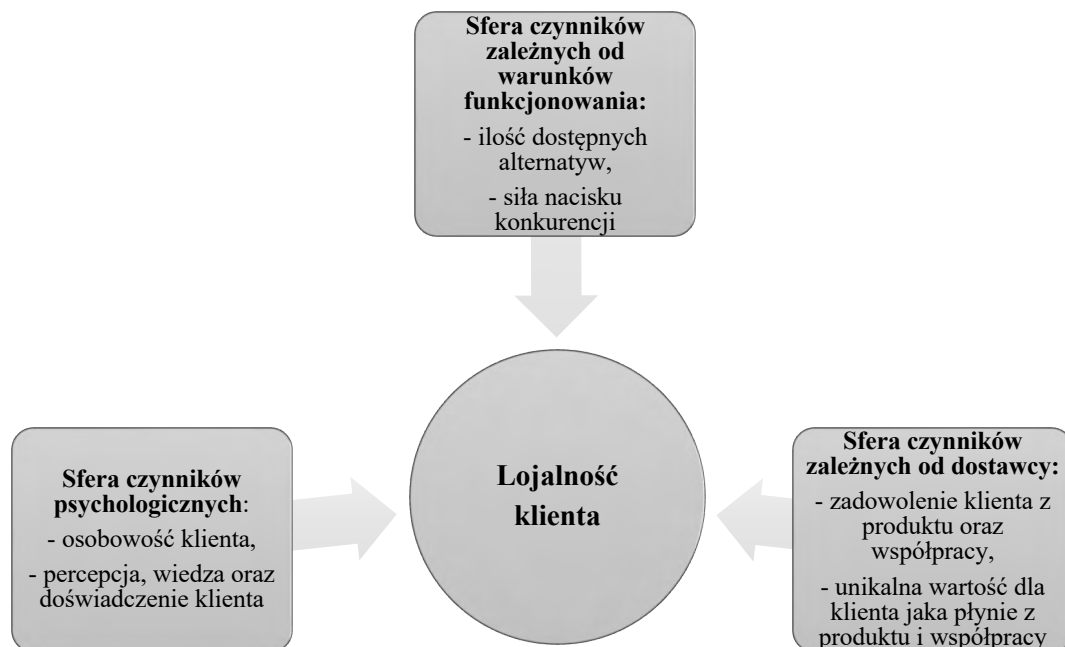 Sfera czynników
zależnych od
warunków
funkcjonowania:
- ilość dostępnych
alternatyw,
- siła nacisku
konkurencji
Lojalność
klienta
Sfera czynników
psychologicznych:
- osobowość klienta,
- percepcja, wiedza oraz
doświadczenie klienta
Sfera czynników
zależnych od dostawcy:
- zadowolenie klienta z
produktu oraz
współpracy,
- unikalna wartość dla
klienta jaka płynie z
produktu i współpracy